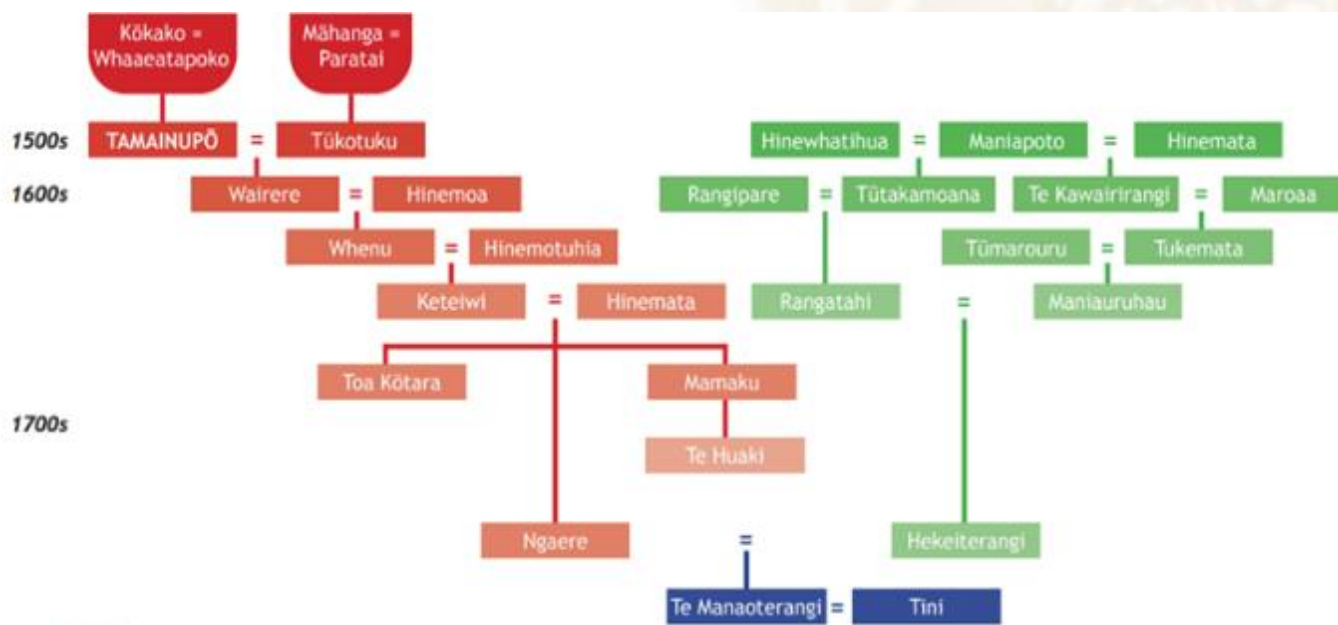 Kōkako =
Whaaeatapoko
Mähanga =
Paratai
1500s
TAMAINUPŌ = Tūkotuku
Hinewhatihua = Maniapoto = Hinemata
1600s
Wairere = Hinemoa
Rangipare = Tūtakamoana
Te Kawairirangi = Maroaa
Whenu = Hinemotuhia
Tūmarouru = Tukemata
Keteiwi = Hinemata
Rangatahi = Maniauruhau
Toa Kōtara
Mamaku
1700s
Te Huaki
Ngaere = Hekeiterangi
Te Manaoterangi = Tini